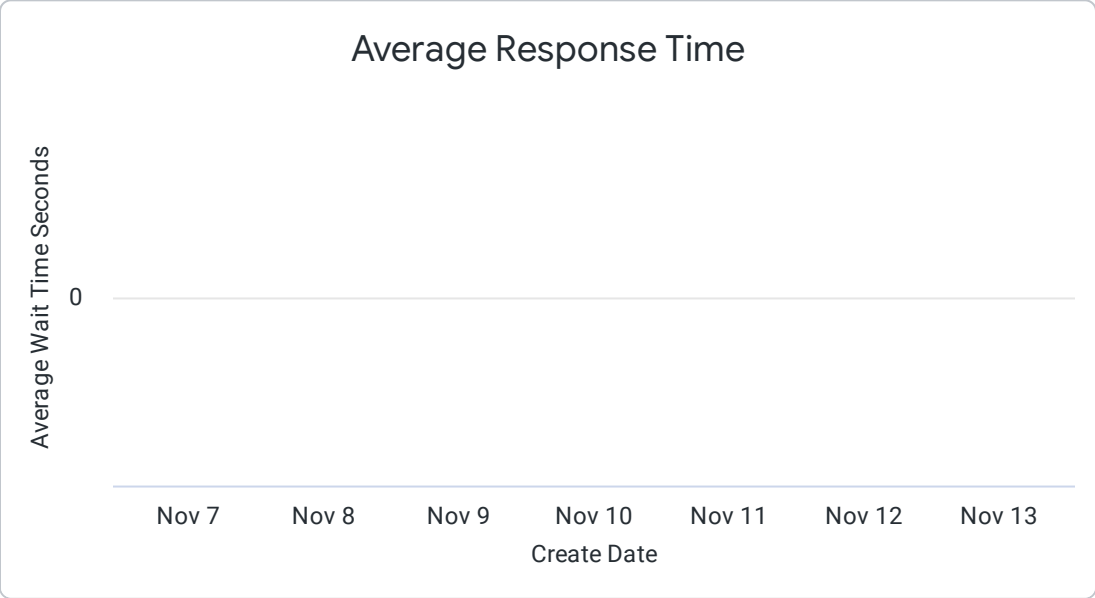 Average Response Time
Average Wait Time Seconds
0
Nov 7 Nov 8 Nov 9 Nov 10 Nov 11 Nov 12 Nov 13
Create Date